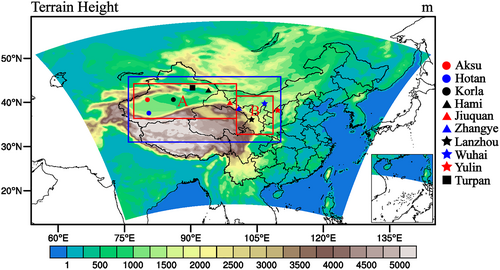 Terrain Height m
50°N
40°N
30°N
20°N
A
B
60°E 75°E 90°E 105°E 120°E 135°E
Aksu
Hotan
Korla
Hami
Jiuquan
Zhangye
Lanzhou
Wuhai
Yulin
Turpan
1 500 1000 1500 2000 2500 3000 3500 4000 4500 5000